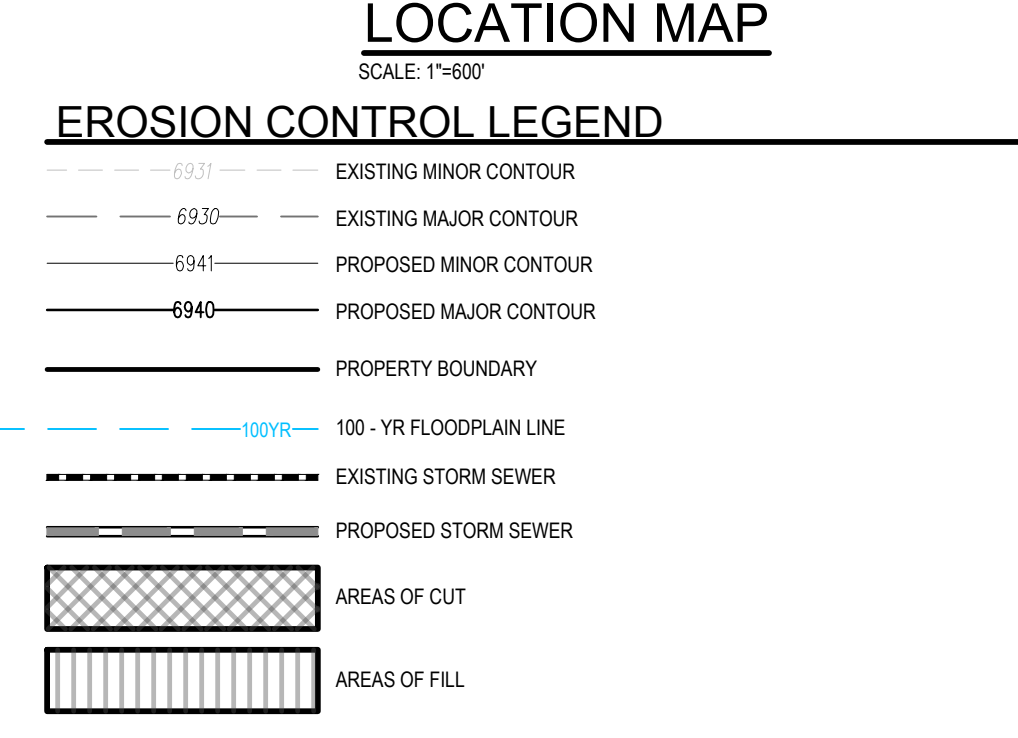 LOCATION MAP
SCALE: 1"=600'
EROSION CONTROL LEGEND
6931 EXISTING MINOR CONTOUR
6930 EXISTING MAJOR CONTOUR
6941 PROPOSED MINOR CONTOUR
6940 PROPOSED MAJOR CONTOUR
PROPERTY BOUNDARY
100YR 100 - YR FLOODPLAIN LINE
EXISTING STORM SEWER
PROPOSED STORM SEWER
AREAS OF CUT
AREAS OF FILL